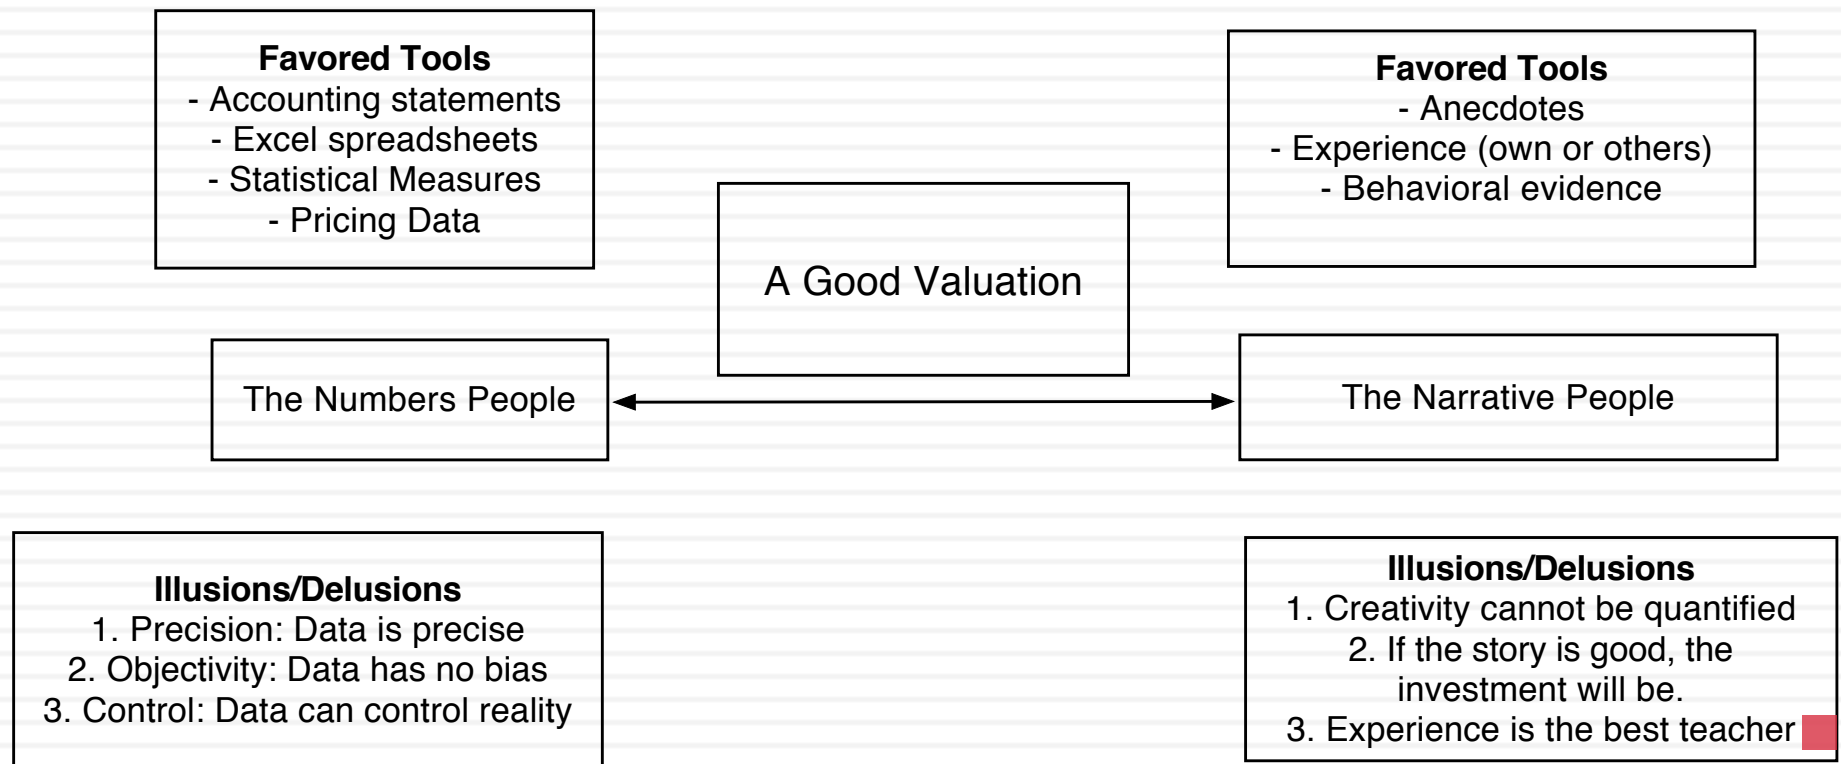 Favored Tools
- Accounting statements
- Excel spreadsheets
- Statistical Measures
- Pricing Data
Favored Tools
- Anecdotes
- Experience (own or others)
- Behavioral evidence
A Good Valuation
The Numbers People
The Narrative People
Illusions/Delusions
1. Precision: Data is precise
2. Objectivity: Data has no bias
3. Control: Data can control reality
Illusions/Delusions
1. Creativity cannot be quantified
2. If the story is good, the
investment will be.
3. Experience is the best teacher